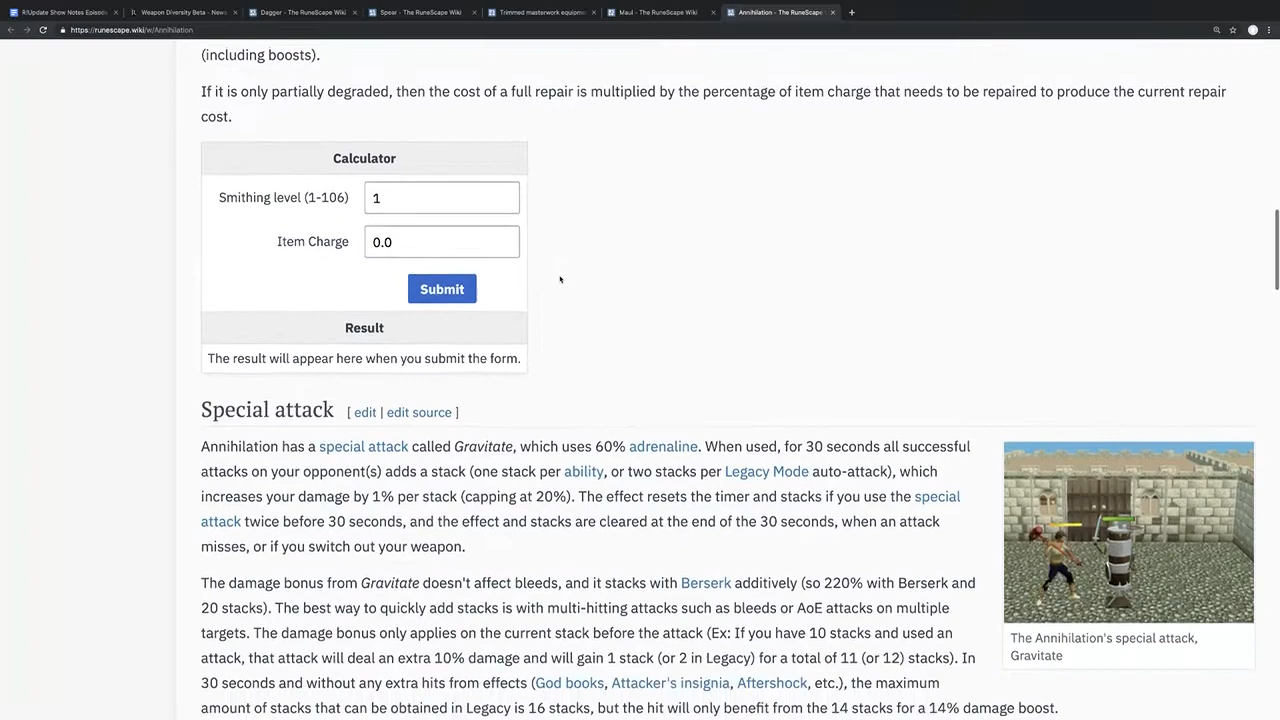 R/Update Show Notes Episode
Weapon Diversity Beta - News
Dagger - The RuneScape Wiki
Spear - The RuneScape Wiki
Trimmed masterwork equipme
Maul - The RuneScape Wiki
Annihilation - The RuneScape
https://runescape.wiki/w/Annihilation
(including boosts).
If it is only partially degraded, then the cost of a full repair is multiplied by the percentage of item charge that needs to be repaired to produce the current repair
cost.
Calculator
Smithing level (1-106)
1
Item Charge
0.0
Submit
Result
The result will appear here when you submit the form.
Special attack [ edit | edit source ]
Annihilation has a special attack called Gravitate, which uses 60% adrenaline. When used, for 30 seconds all successful
attacks on your opponent(s) adds a stack (one stack per ability, or two stacks per Legacy Mode auto-attack), which
increases your damage by 1% per stack (capping at 20%). The effect resets the timer and stacks if you use the special
attack twice before 30 seconds, and the effect and stacks are cleared at the end of the 30 seconds, when an attack
misses, or if you switch out your weapon.
The damage bonus from Gravitate doesn't affect bleeds, and it stacks with Berserk additively (so 220% with Berserk and
20 stacks). The best way to quickly add stacks is with multi-hitting attacks such as bleeds or AoE attacks on multiple
targets. The damage bonus only applies on the current stack before the attack (Ex: If you have 10 stacks and used an
attack, that attack will deal an extra 10% damage and will gain 1 stack (or 2 in Legacy) for a total of 11 (or 12) stacks). In
30 seconds and without any extra hits from effects (God books, Attacker's insignia, Aftershock, etc.), the maximum
amount of stacks that can be obtained in Legacy is 16 stacks, but the hit will only benefit from the 14 stacks for a 14% damage boost.
The Annihilation's special attack,
Gravitate